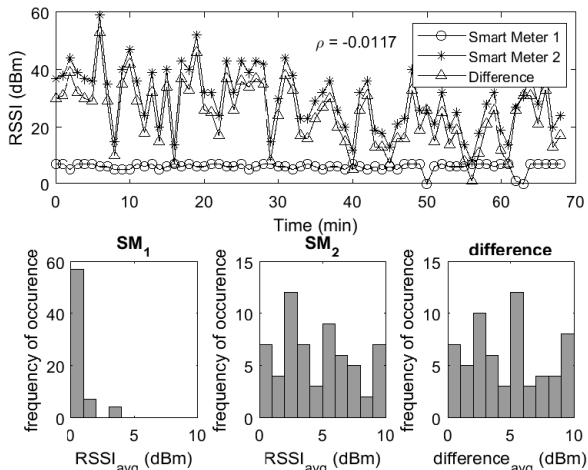 60
40
20
0
RSSI (dBm)
ρ = -0.0117
Smart Meter 1
Smart Meter 2
Difference
0 10 20 30 40 50 60 70
Time (min)
SM1
60
40
20
0
frequency of occurence
0 5 10
RSSIavg (dBm)
SM2
15
10
5
0
frequency of occurence
0 5 10
RSSIavg (dBm)
difference
15
10
5
0
frequency of occurence
0 5 10
differenceavg (dBm)